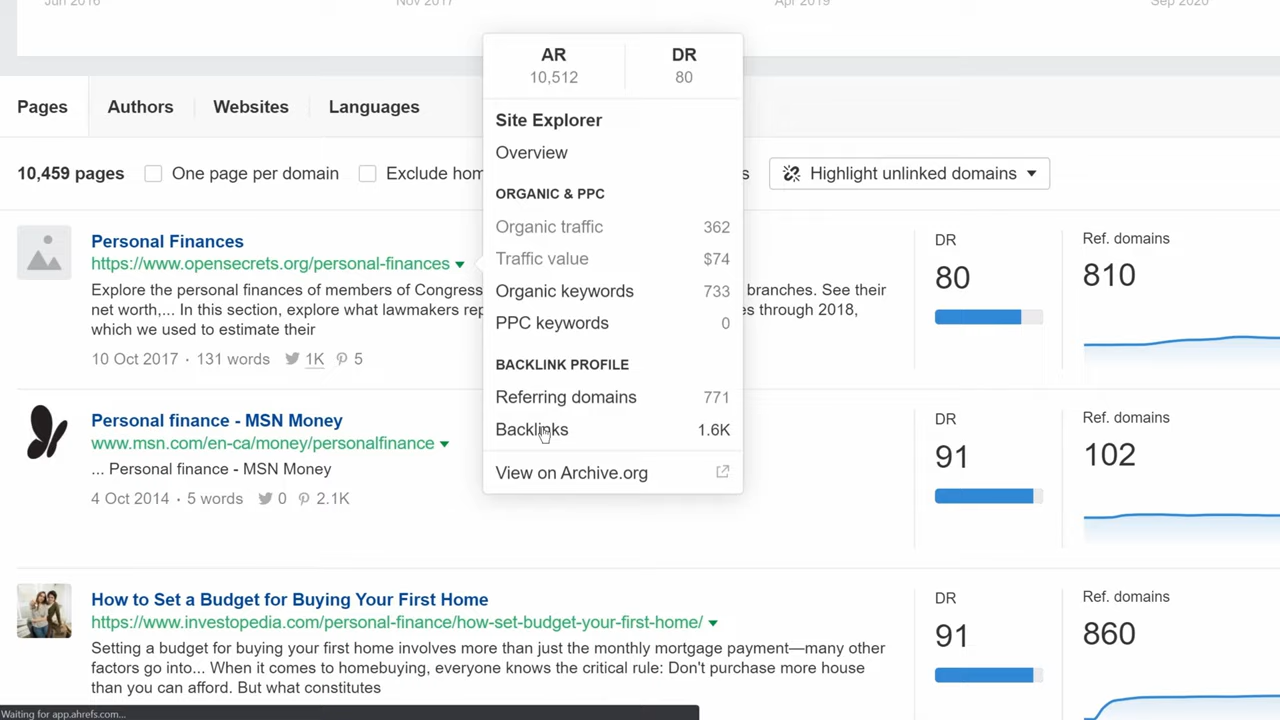 Jun 2016 Nov 2017 Apr 2019 Sep 2020
AR DR
10,512 80
Pages Authors Websites Languages
Site Explorer
Overview
10,459 pages One page per domain Exclude hom s Highlight unlinked domains
ORGANIC & PPC
Organic traffic 362
Traffic value $74
Organic keywords 733
PPC keywords 0
BACKLINK PROFILE
Referring domains 771
Backlinks 1.6K
View on Archive.org
Personal Finances
https://www.opensecrets.org/personal-finances
Explore the personal finances of members of Congress branches. See their
net worth,... In this section, explore what lawmakers rep es through 2018,
which we used to estimate their
10 Oct 2017 · 131 words 1K 5
DR Ref. domains
80 810
Personal finance - MSN Money
www.msn.com/en-ca/money/personalfinance
... Personal finance - MSN Money
4 Oct 2014 · 5 words 0 2.1K
DR Ref. domains
91 102
How to Set a Budget for Buying Your First Home
https://www.investopedia.com/personal-finance/how-set-budget-your-first-home/
Setting a budget for buying your first home involves more than just the monthly mortgage payment—many other
factors go into... When it comes to homebuying, everyone knows the critical rule: Don't purchase more house
than you can afford. But what constitutes
DR Ref. domains
91 860
Waiting for app.ahrefs.com...